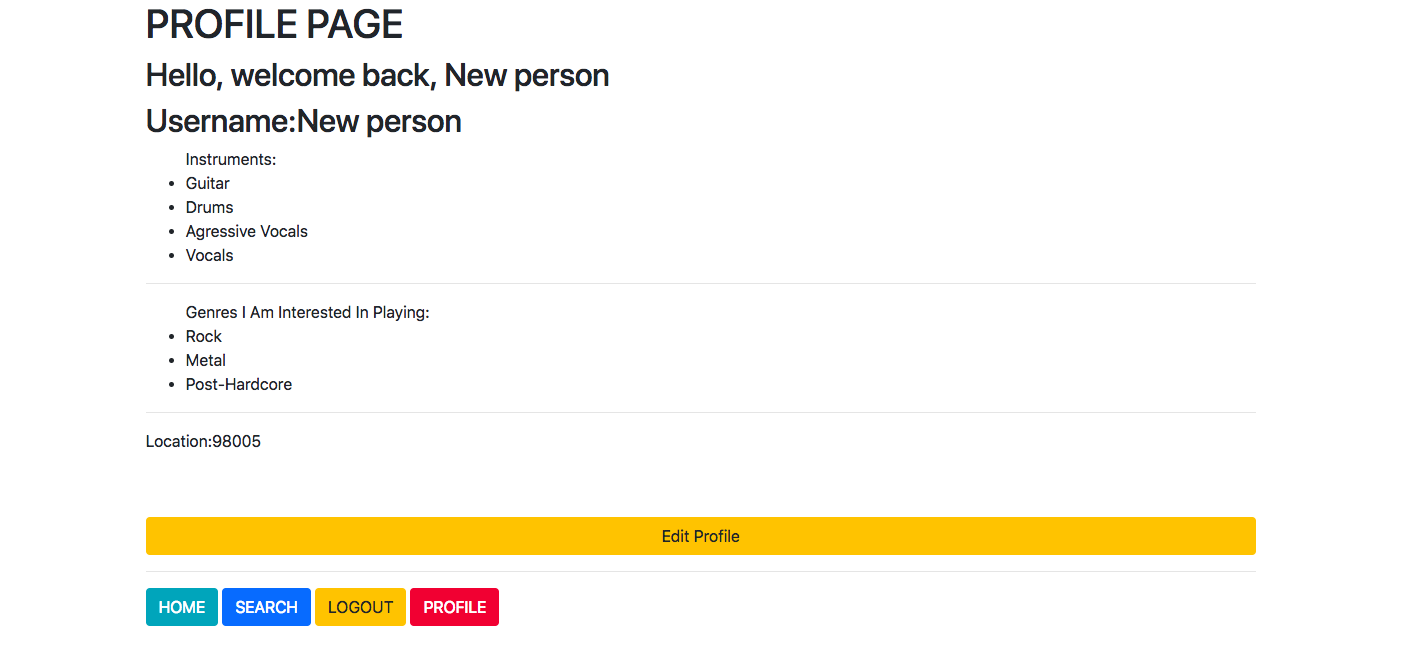 PROFILE PAGE
Hello, welcome back, New person
Username:New person
Instruments:
Guitar
Drums
Agressive Vocals
Vocals
Genres I Am Interested In Playing:
Rock
Metal
Post-Hardcore
Location:98005
Edit Profile
HOME SEARCH LOGOUT PROFILE